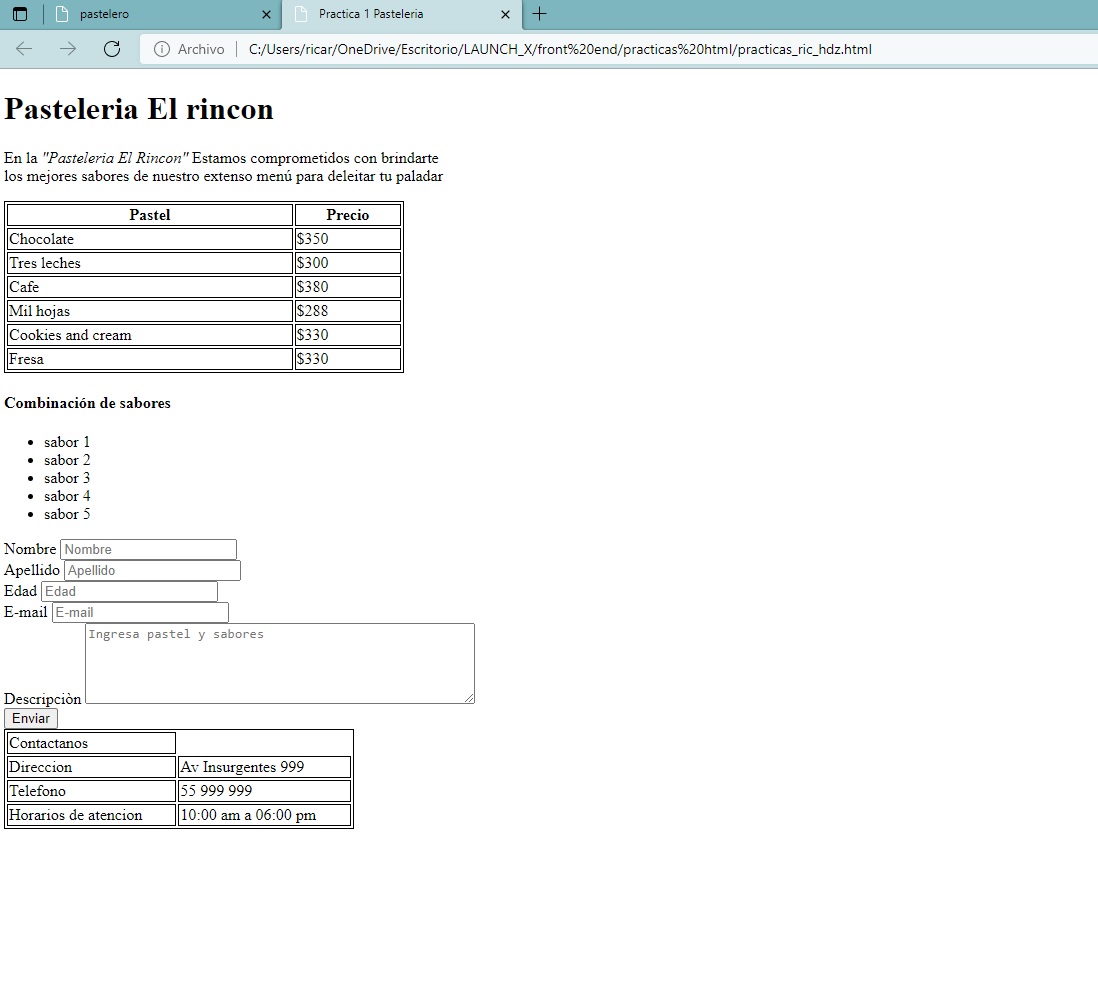 pastelero
Practica 1 Pasteleria
Archivo C:/Users/ricar/OneDrive/Escritorio/LAUNCH_X/front%20end/practicas%20html/practicas_ric_hdz.html
Pasteleria El rincon
En la "Pasteleria El Rincon" Estamos comprometidos con brindarte
los mejores sabores de nuestro extenso menú para deleitar tu paladar
Pastel Precio
Chocolate $350
Tres leches $300
Cafe $380
Mil hojas $288
Cookies and cream $330
Fresa $330
Combinación de sabores
sabor 1
sabor 2
sabor 3
sabor 4
sabor 5
Nombre Nombre
Apellido Apellido
Edad Edad
E-mail E-mail
Ingresa pastel y sabores
Descripciòn
Enviar
Contactanos
Direccion Av Insurgentes 999
Telefono 55 999 999
Horarios de atencion 10:00 am a 06:00 pm